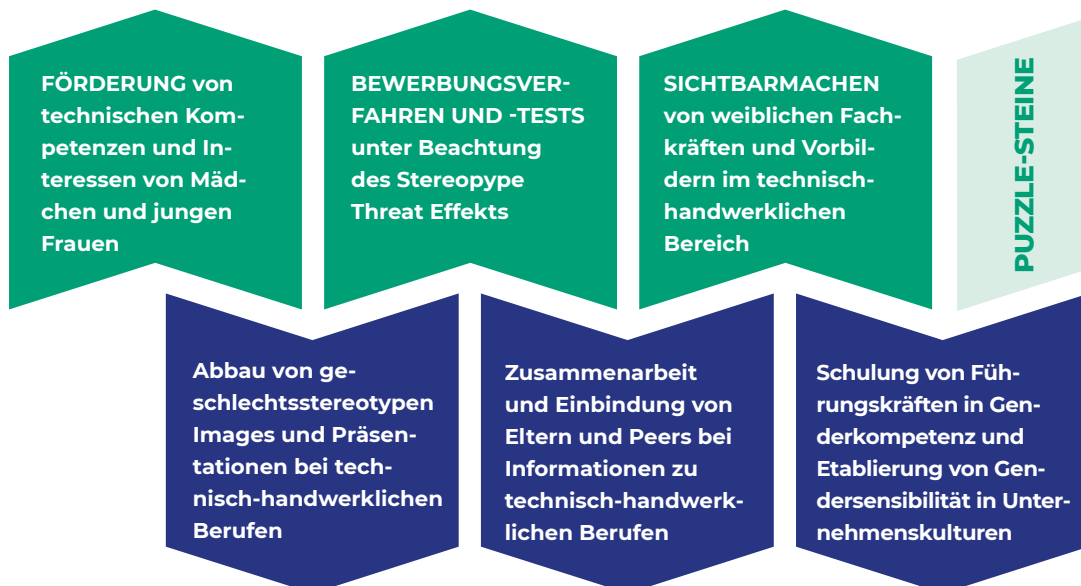 FÖRDERUNG von
technischen Kom-
petenzen und In-
teressen von Mäd-
chen und jungen
Frauen
BEWERBUNGSVER-
FAHREN UND -TESTS
unter Beachtung
des Stereopype
Threat Effekts
SICHTBARMACHEN
von weiblichen Fach-
kräften und Vorbil-
dern im technisch-
handwerklichen
Bereich
PUZZLE-STEINE
Abbau von ge-
schlechtsstereotypen
Images und Präsen-
tationen bei tech-
nisch-handwerklichen
Berufen
Zusammenarbeit
und Einbindung von
Eltern und Peers bei
Informationen zu
technisch-handwerk-
lichen Berufen
Schulung von Füh-
rungskräften in Gen-
derkompetenz und
Etablierung von Gen-
dersensibilität in Unter-
nehmenskulturen